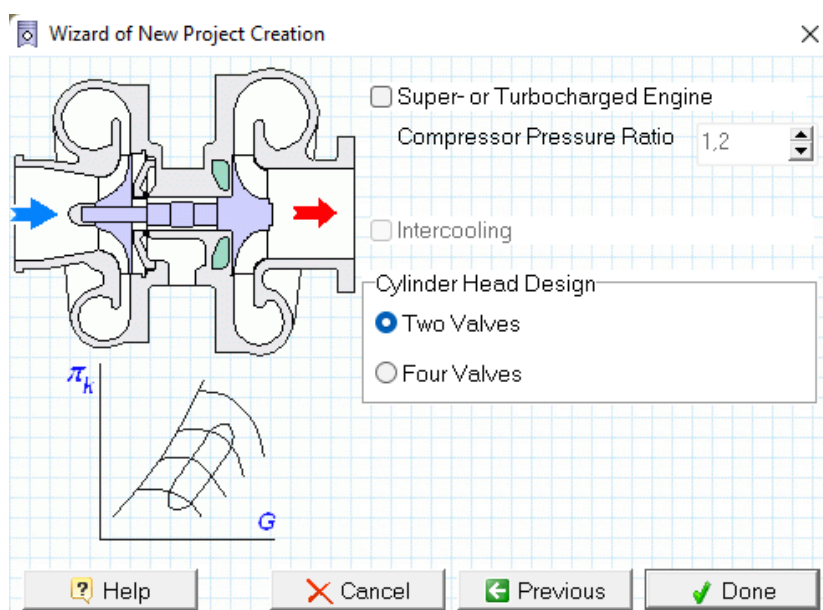 Wizard of New Project Creation
Super- or Turbocharged Engine
Compressor Pressure Ratio 1,2
Intercooling
Cylinder Head Design
Two Valves
Four Valves
πk
G
Help Cancel Previous Done